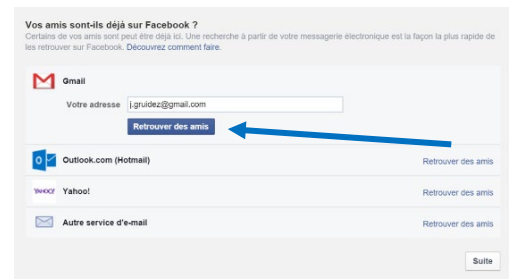 Vos amis sont-ils déjà sur Facebook ?
Certains de vos amis sont peut être déjà ici. Une recherche à partir de votre messagerie électronique est la façon la plus rapide de
les retrouver sur Facebook. Découvrez comment faire.
Gmail
Votre adresse j.gruidez@gmail.com
Retrouver des amis
Outlook.com (Hotmail) Retrouver des amis
YAHOO! Yahoo! Retrouver des amis
Autre service d'e-mail Retrouver des amis
Suite